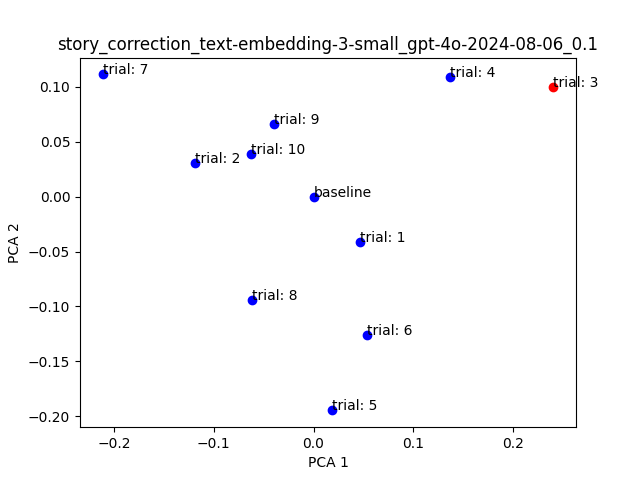 story_correction_text-embedding-3-small_gpt-4o-2024-08-06_0.1
trial: 7
trial: 4
trial: 3
trial: 9
trial: 10
trial: 2
baseline
trial: 1
trial: 8
trial: 6
trial: 5
0.10
0.05
0.00
−0.05
−0.10
−0.15
−0.20
PCA 2
−0.2
−0.1
0.0
0.1
0.2
PCA 1